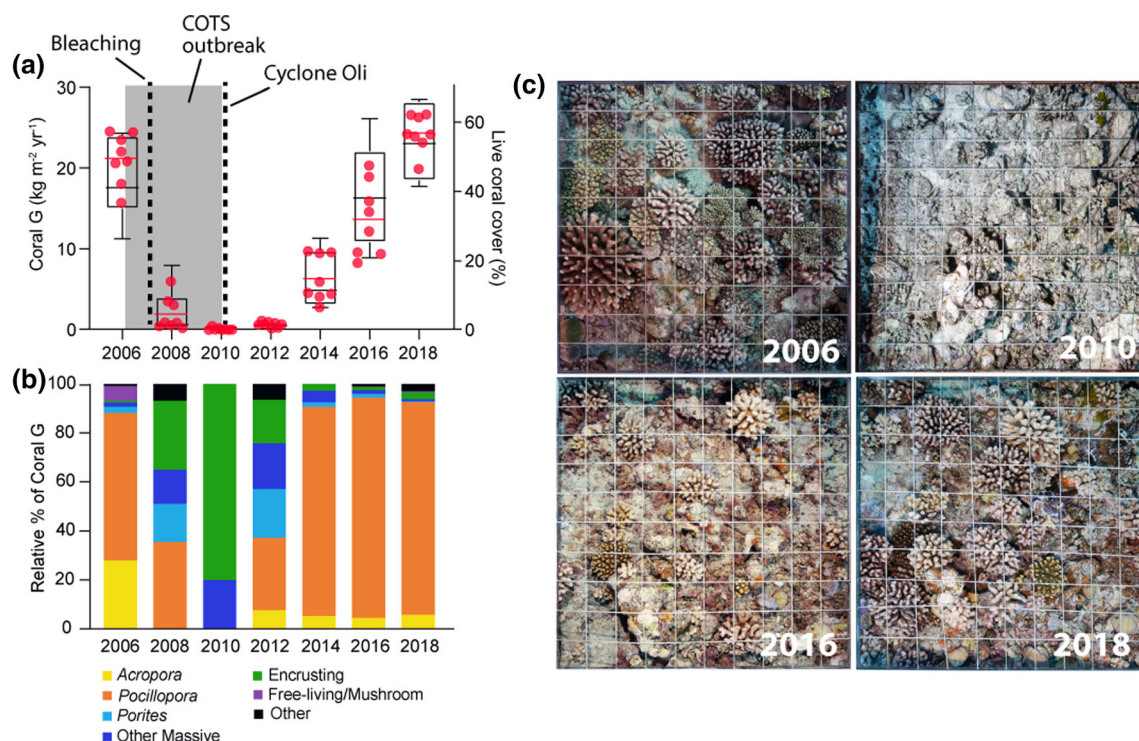 (a)
Bleaching
COTS
outbreak
Cyclone Oli
Coral G (kg m⁻² yr⁻¹)
30
20
10
0
60
40
20
0
Live coral cover (%)
2006 2008 2010 2012 2014 2016 2018
(b)
Relative % of Coral G
100
80
60
40
20
0
2006 2008 2010 2012 2014 2016 2018
Acropora
Pocillopora
Porites
Other Massive
Encrusting
Free-living/Mushroom
Other
(c)
2006
2010
2016
2018